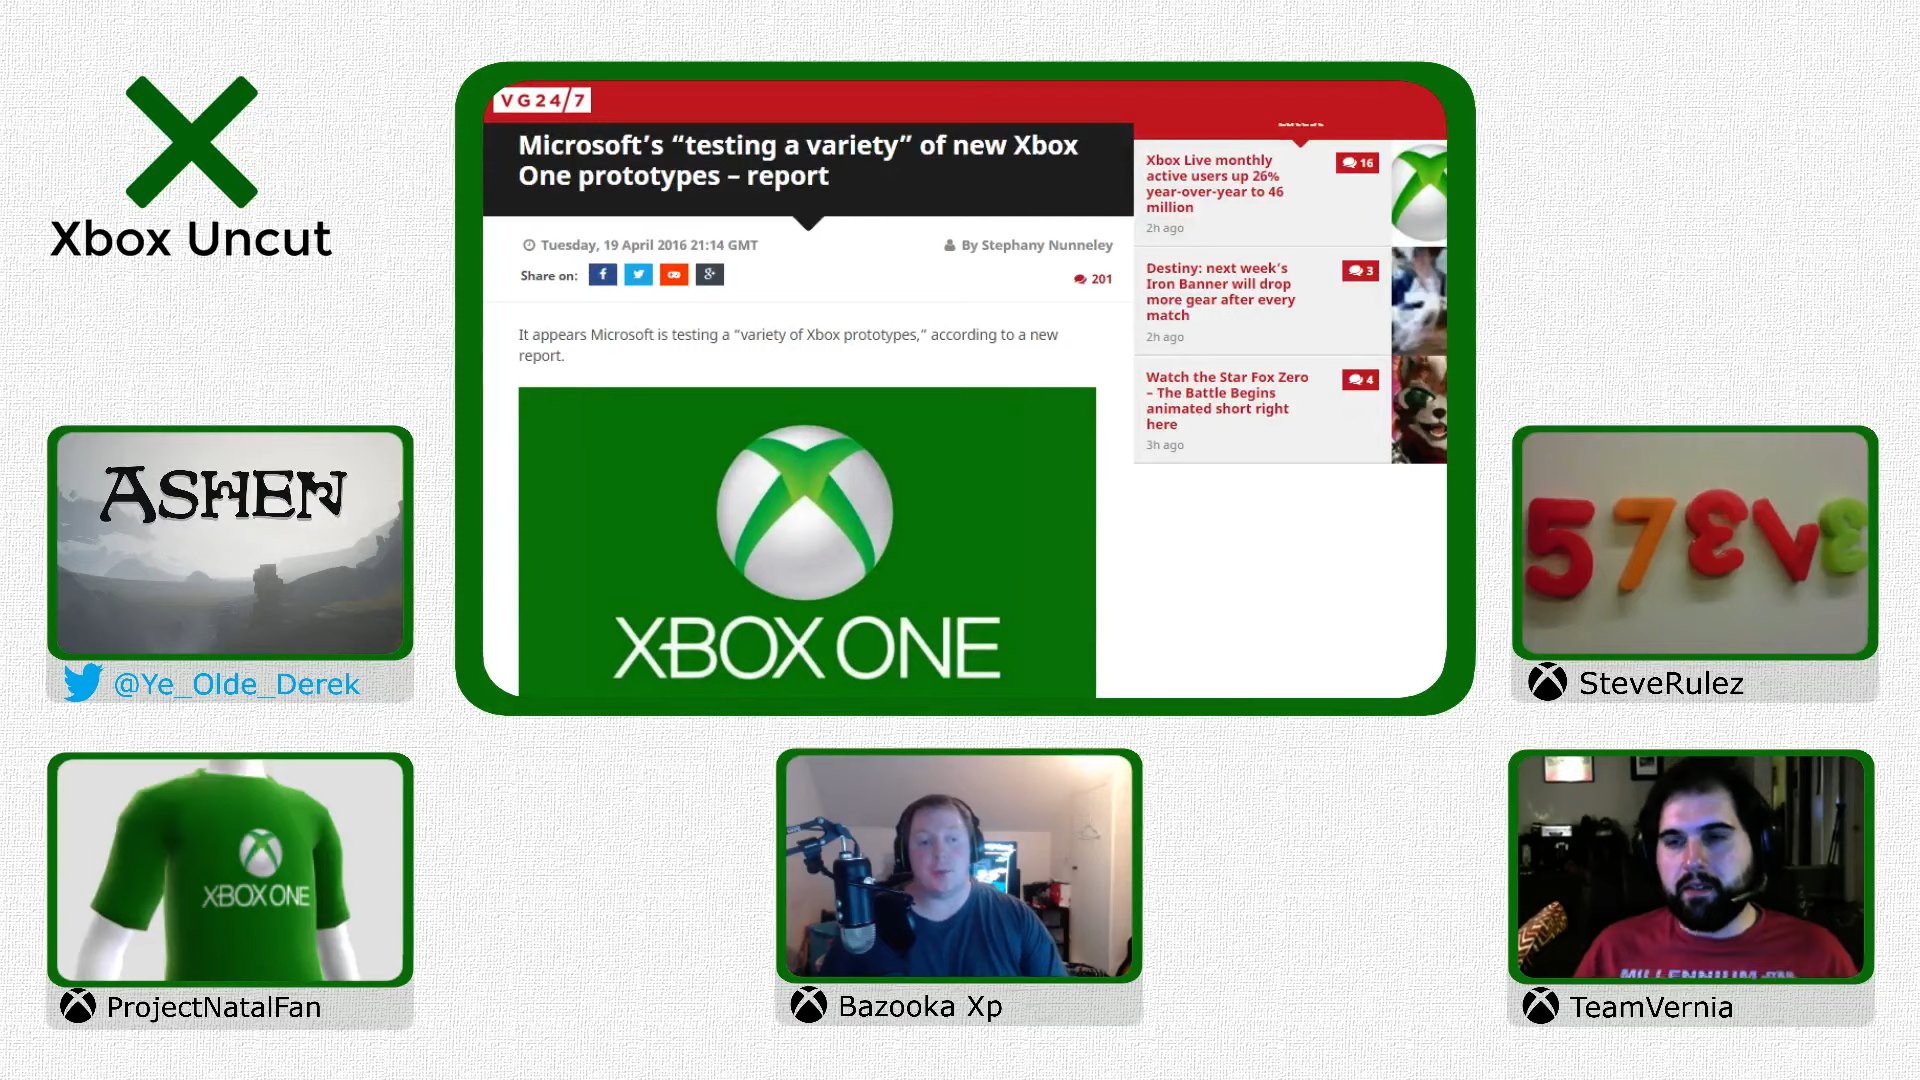 Xbox Uncut
VG24/7
Microsoft's “testing a variety” of new Xbox
One prototypes – report
Tuesday, 19 April 2016 21:14 GMT
By Stephany Nunneley
Share on:
201
It appears Microsoft is testing a “variety of Xbox prototypes,” according to a new
report.
XBOX ONE
Latest
Xbox Live monthly
active users up 26%
year-over-year to 46
million
16
2h ago
Destiny: next week's
Iron Banner will drop
more gear after every
match
3
2h ago
Watch the Star Fox Zero
– The Battle Begins
animated short right
here
4
3h ago
ASHEN
@Ye_Olde_Derek
57EVE
SteveRulez
XBOX ONE
ProjectNatalFan
Bazooka Xp
TeamVernia